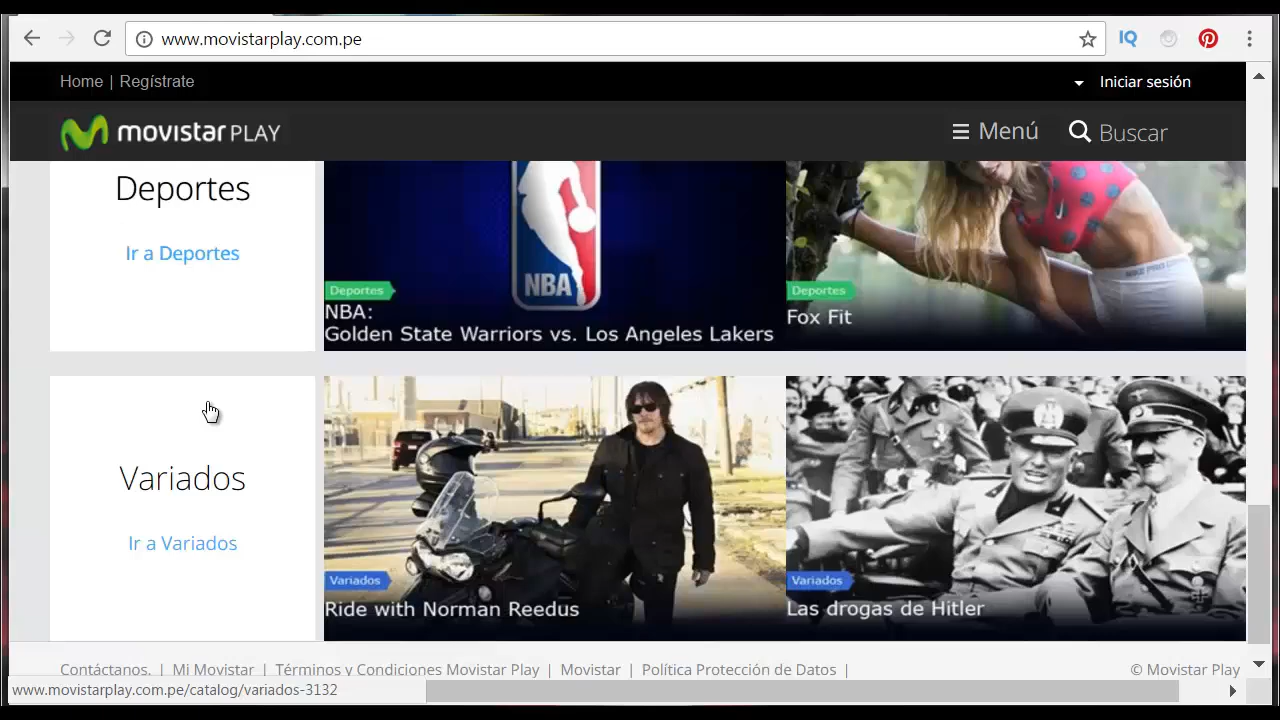 www.movistarplay.com.pe
IQ
Home | Regístrate
Iniciar sesión
movistar PLAY
Menú
Buscar
Deportes
Ir a Deportes
NBA
Deportes
NBA:
Golden State Warriors vs. Los Angeles Lakers
NIKE PRO
Deportes
Fox Fit
Variados
Ir a Variados
Variados
Ride with Norman Reedus
Variados
Las drogas de Hitler
Contáctanos. | Mi Movistar | Términos y Condiciones Movistar Play | Movistar | Política Protección de Datos |
© Movistar Play
www.movistarplay.com.pe/catalog/variados-3132